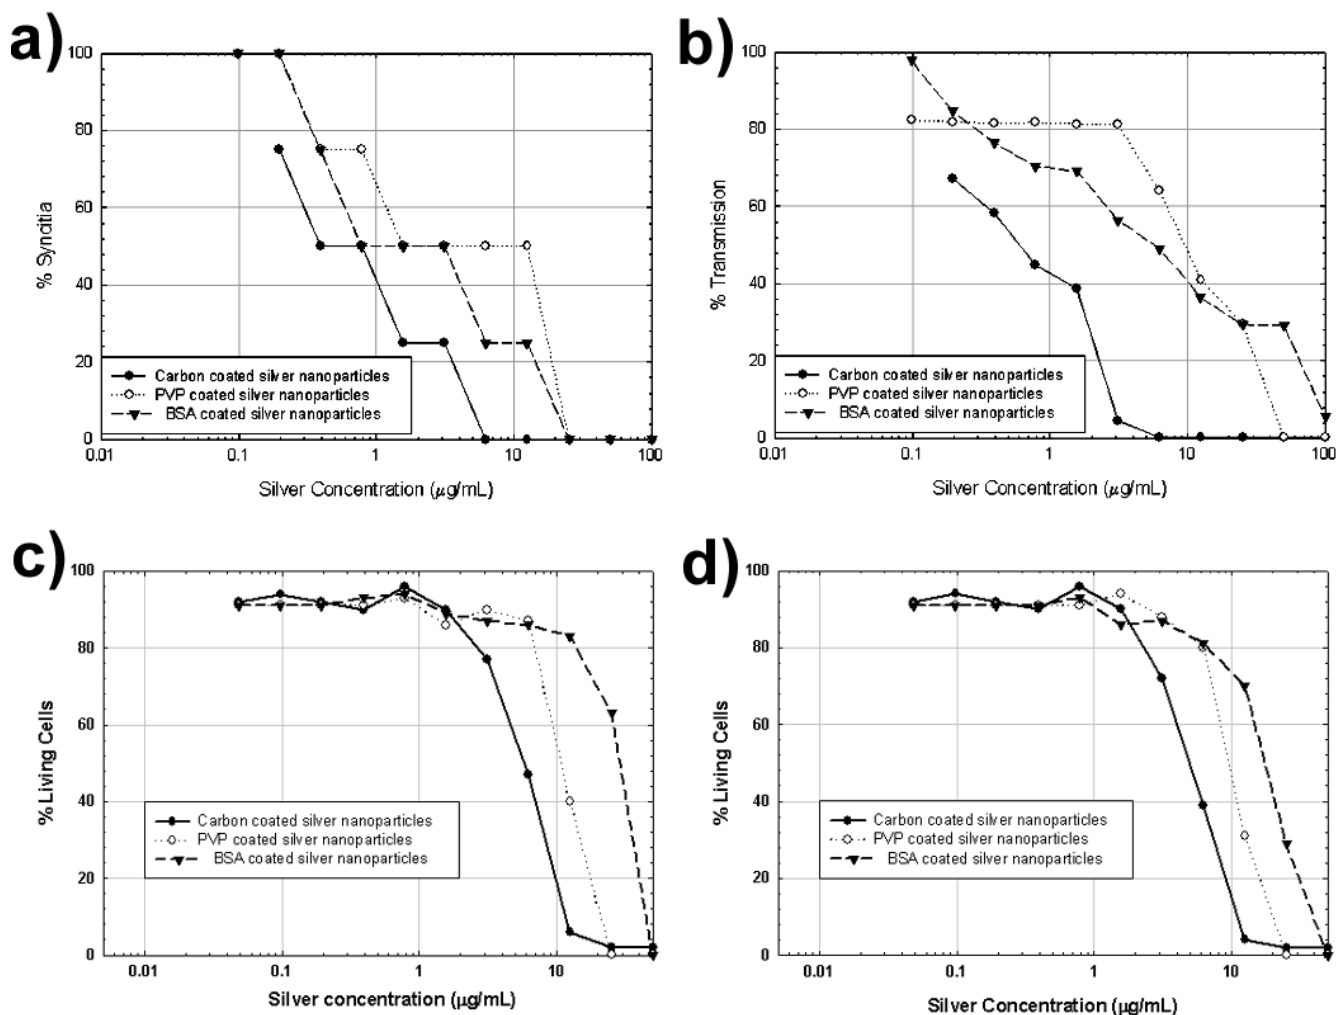 a)
100
80
60
40
20
0
% Syncitia
Carbon coated silver nanoparticles
PVP coated silver nanoparticles
BSA coated silver nanoparticles
0.01 0.1 1 10 100
Silver Concentration (μg/mL)
b)
100
80
60
40
20
0
% Transmission
Carbon coated silver nanoparticles
PVP coated silver nanoparticles
BSA coated silver nanoparticles
0.01 0.1 1 10 100
Silver Concentration (μg/mL)
c)
100
80
60
40
20
0
% Living Cells
Carbon coated silver nanoparticles
PVP coated silver nanoparticles
BSA coated silver nanoparticles
0.01 0.1 1 10
Silver concentration (μg/mL)
d)
100
80
60
40
20
0
% Living Cells
Carbon coated silver nanoparticles
PVP coated silver nanoparticles
BSA coated silver nanoparticles
0.01 0.1 1 10
Silver Concentration (μg/mL)